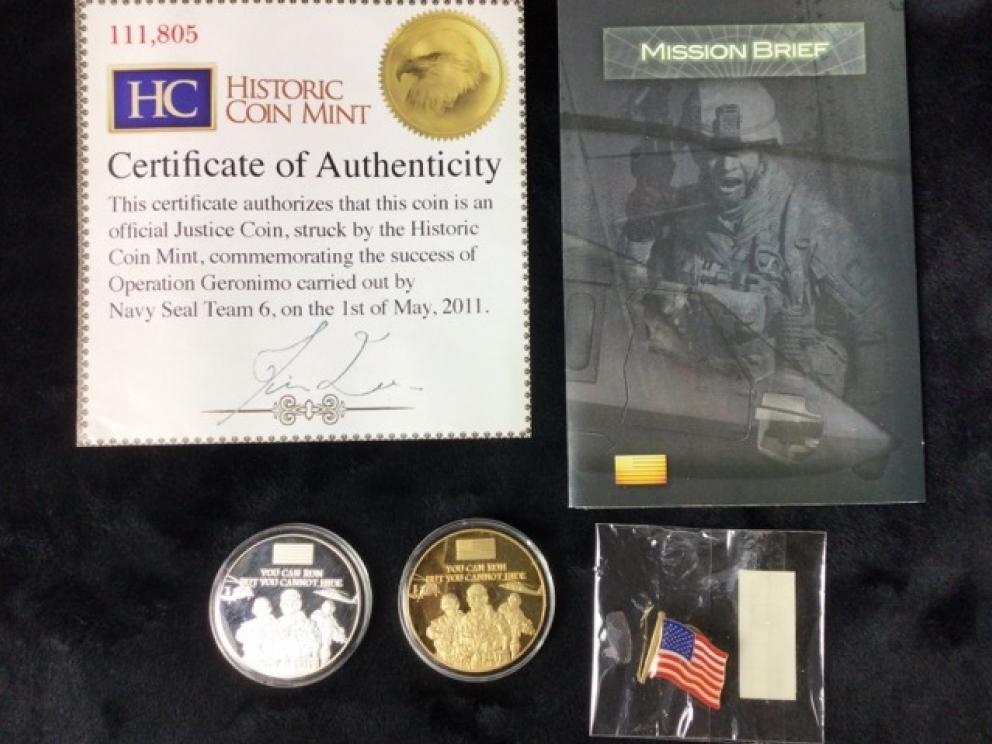 111,805
HC HISTORIC
COIN MINT
Certificate of Authenticity
This certificate authorizes that this coin is an
official Justice Coin, struck by the Historic
Coin Mint, commemorating the success of
Operation Geronimo carried out by
Navy Seal Team 6, on the 1st of May, 2011.
MISSION BRIEF
YOU CAN RUN
BUT YOU CANNOT HIDE
YOU CAN RUN
BUT YOU CANNOT HIDE